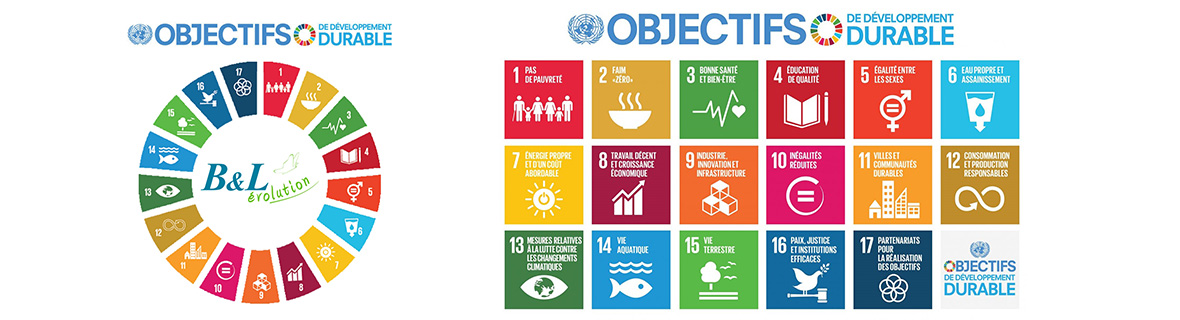 OBJECTIFS
DE DÉVELOPPEMENT
DURABLE
1
2
3
4
5
6
7
8
9
10
11
12
13
14
15
16
17
B&L
évolution
OBJECTIFS
DE DÉVELOPPEMENT
DURABLE
1 PAS
DE PAUVRETÉ
2 FAIM
«ZÉRO»
3 BONNE SANTÉ
ET BIEN-ÊTRE
4 ÉDUCATION
DE QUALITÉ
5 ÉGALITÉ ENTRE
LES SEXES
6 EAU PROPRE ET
ASSAINISSEMENT
7 ÉNERGIE PROPRE
ET D'UN COÛT
ABORDABLE
8 TRAVAIL DÉCENT
ET CROISSANCE
ÉCONOMIQUE
9 INDUSTRIE,
INNOVATION ET
INFRASTRUCTURE
10 INÉGALITÉS
RÉDUITES
11 VILLES ET
COMMUNAUTÉS
DURABLES
12 CONSOMMATION
ET PRODUCTION
RESPONSABLES
13 MESURES RELATIVES
À LA LUTTE CONTRE
LES CHANGEMENTS
CLIMATIQUES
14 VIE
AQUATIQUE
15 VIE
TERRESTRE
16 PAIX, JUSTICE
ET INSTITUTIONS
EFFICACES
17 PARTENARIATS
POUR
LA RÉALISATION
DES OBJECTIFS
OBJECTIFS
DE DÉVELOPPEMENT
DURABLE